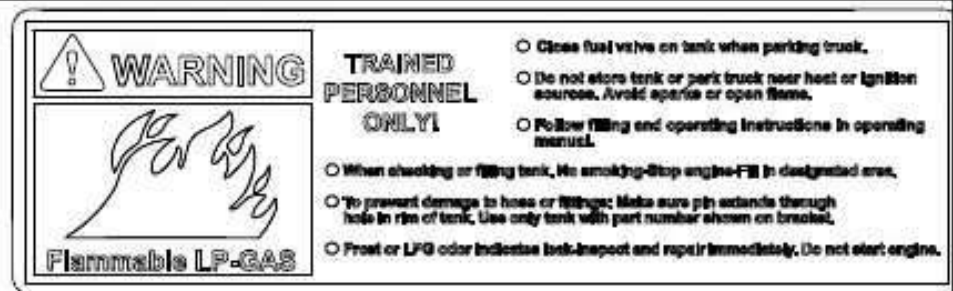 WARNING
Flammable LP-GAS
TRAINED
PERSONNEL
ONLY!
○ Close fuel valve on tank when parking truck.
○ Do not store tank or park truck near heat or ignition
sources. Avoid sparks or open flame.
○ Follow filling and operating instructions in operating
manual.
○ When checking or filling tank, No smoking-Stop engine-Fill in designated area.
○ To prevent damage to hose or fittings: Make sure pin extends through
hole in rim of tank. Use only tank with part number shown on bracket.
○ Frost or LPG odor indicates leak-Inspect and repair immediately. Do not start engine.